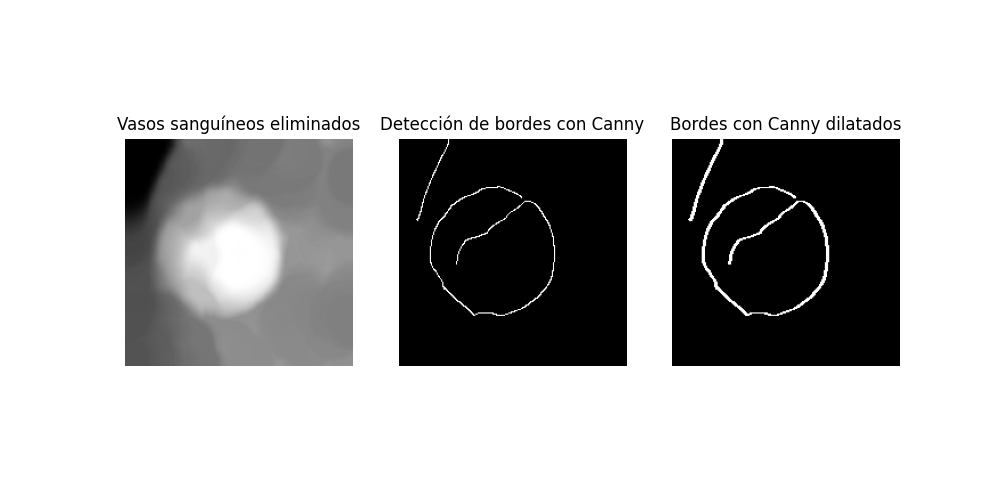 Vasos sanguíneos eliminados
Detección de bordes con Canny
Bordes con Canny dilatados